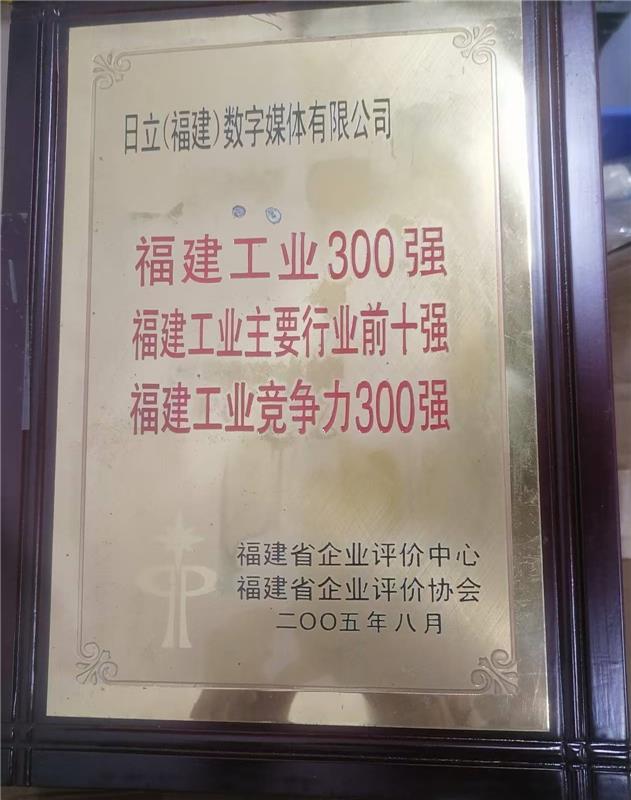 日立(福建)数字媒体有限公司
福建工业300强
福建工业主要行业前十强
福建工业竞争力300强
福建省企业评价中心
福建省企业评价协会
二〇〇五年八月